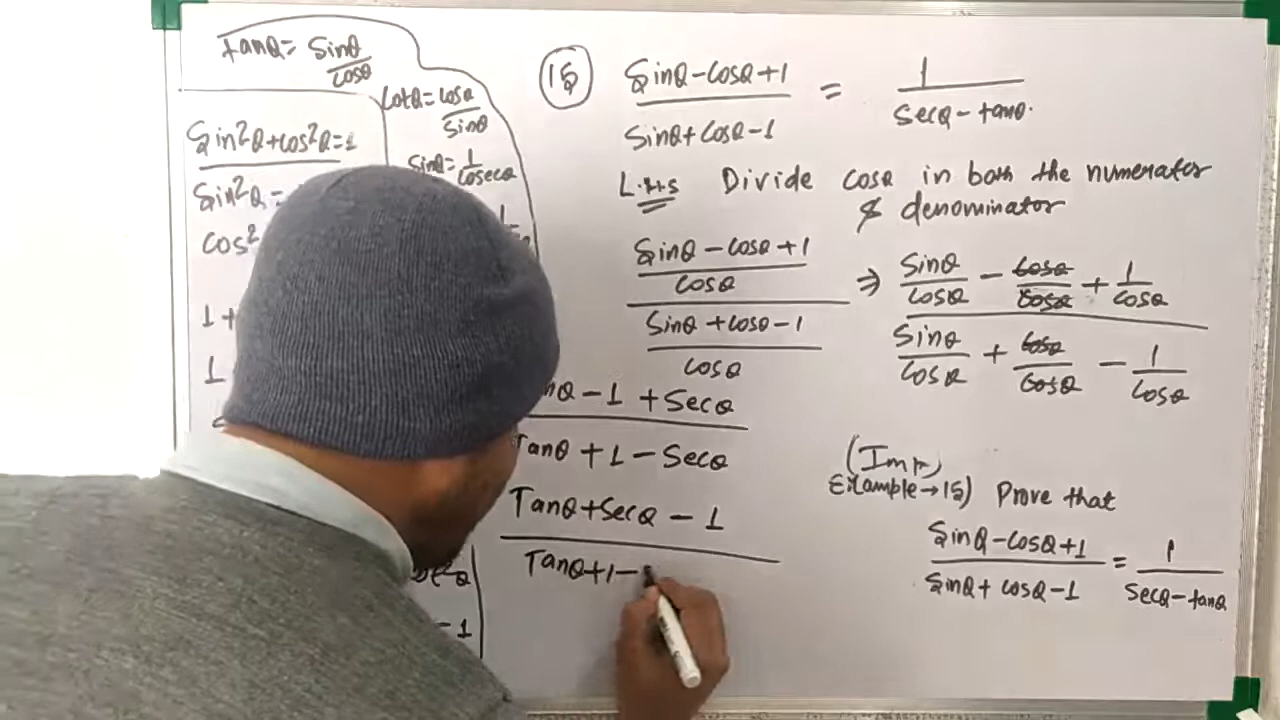 tanθ = sinθ/cosθ
cotθ = cosθ/sinθ
sin²θ+cos²θ=1
sinθ = 1/cosecθ
sin²θ =
cos²
1 +
1
- 1
15
sinθ - cosθ + 1 / sinθ + cosθ - 1 = 1 / secθ - tanθ.
L.H.S Divide cosθ in both the numerator
& denominator
sinθ - cosθ + 1 / cosθ / sinθ + cosθ - 1 / cosθ ⇒ sinθ/cosθ - cosθ/cosθ + 1/cosθ / sinθ/cosθ + cosθ/cosθ - 1/cosθ
nθ - 1 + Secθ / Tanθ + 1 - Secθ
Tanθ + Secθ - 1 / Tanθ + 1 -
(Imp)
Example → 15) Prove that
sinθ - cosθ + 1 / sinθ + cosθ - 1 = 1 / secθ - tanθ